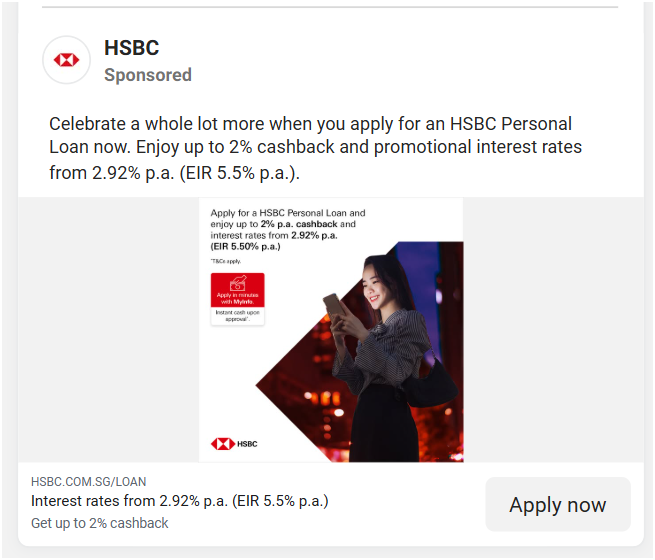 HSBC
Sponsored
Celebrate a whole lot more when you apply for an HSBC Personal
Loan now. Enjoy up to 2% cashback and promotional interest rates
from 2.92% p.a. (EIR 5.5% p.a.).
Apply for a HSBC Personal Loan and
enjoy up to 2% p.a. cashback and
interest rates from 2.92% p.a.
(EIR 5.50% p.a.)
*T&Cs apply.
Apply in minutes
with MyInfo.
Instant cash upon
approval*.
HSBC
HSBC.COM.SG/LOAN
Interest rates from 2.92% p.a. (EIR 5.5% p.a.)
Get up to 2% cashback
Apply now